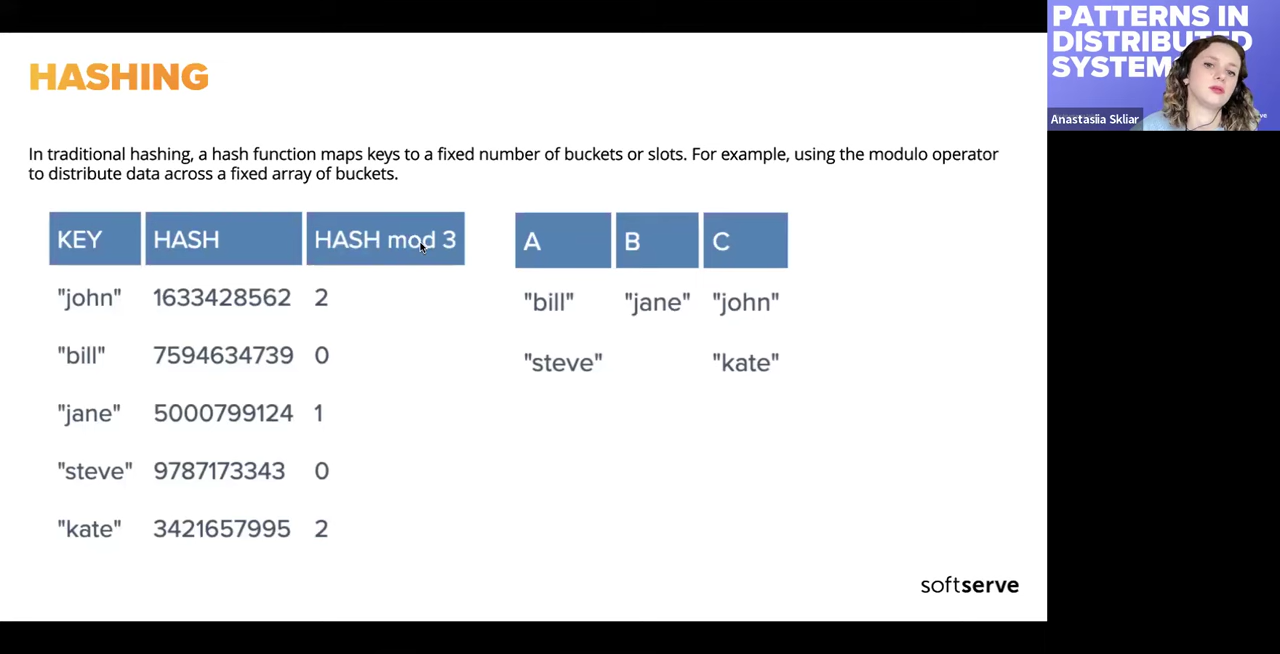 HASHING
In traditional hashing, a hash function maps keys to a fixed number of buckets or slots. For example, using the modulo operator
to distribute data across a fixed array of buckets.
KEY HASH HASH mod 3
"john" 1633428562 2
"bill" 7594634739 0
"jane" 5000799124 1
"steve" 9787173343 0
"kate" 3421657995 2
A B C
"bill" "jane" "john"
"steve" "kate"
softserve
PATTERNS IN
DISTRIBUTED
SYSTEM
Anastasiia Skliar